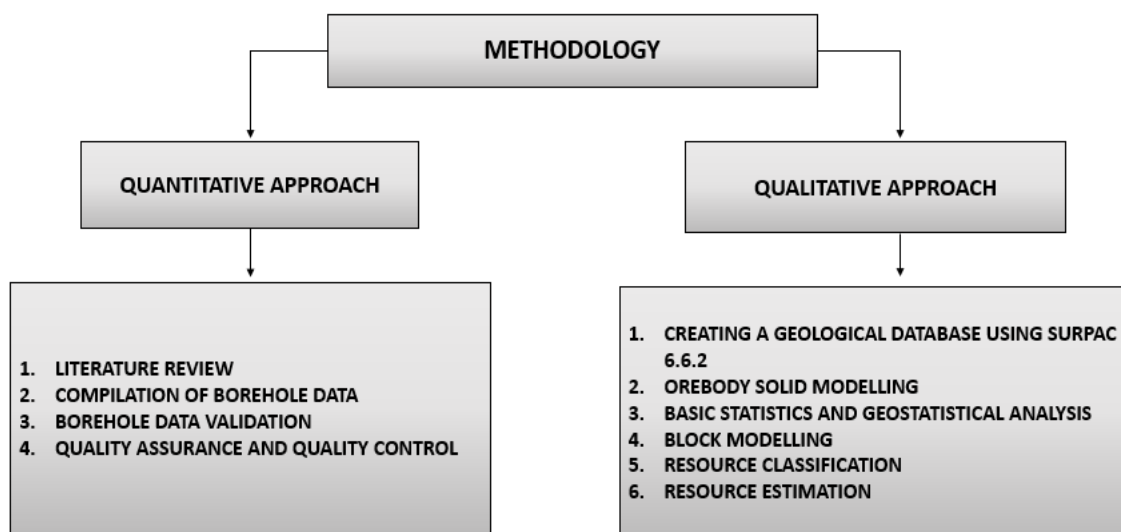 METHODOLOGY
QUANTITATIVE APPROACH
QUALITATIVE APPROACH
1. LITERATURE REVIEW
2. COMPILATION OF BOREHOLE DATA
3. BOREHOLE DATA VALIDATION
4. QUALITY ASSURANCE AND QUALITY CONTROL
1. CREATING A GEOLOGICAL DATABASE USING SURPAC
6.6.2
2. OREBODY SOLID MODELLING
3. BASIC STATISTICS AND GEOSTATISTICAL ANALYSIS
4. BLOCK MODELLING
5. RESOURCE CLASSIFICATION
6. RESOURCE ESTIMATION